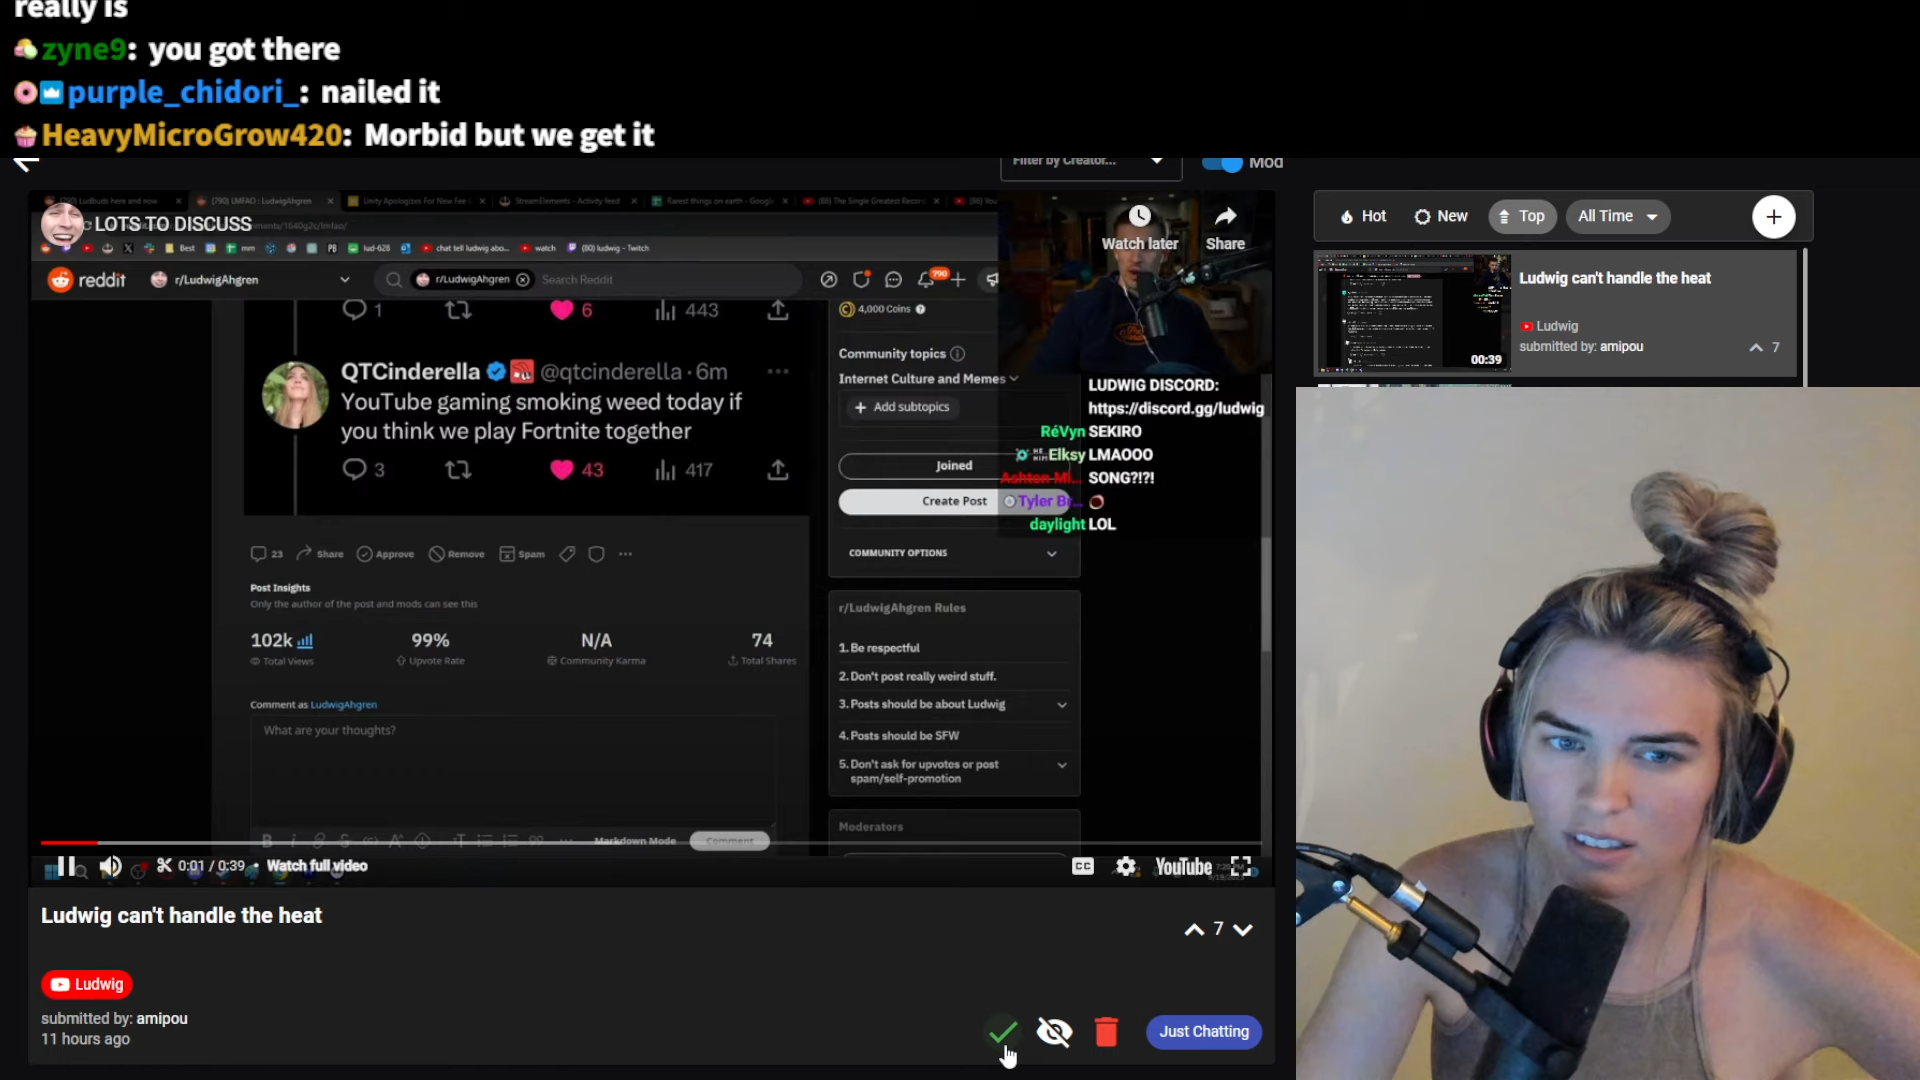 really is
zyne9: you got there
purple_chidori_: nailed it
HeavyMicroGrow420: Morbid but we get it
Filter by Creator...
Mod
LOTS TO DISCUSS
Watch later
Share
reddit
r/LudwigAhgren
r/LudwigAhgren
Search Reddit
790
1
6
443
QTCinderella @qtcinderella · 6m
YouTube gaming smoking weed today if
you think we play Fortnite together
3
43
417
23
Share
Approve
Remove
Spam
Post Insights
Only the author of the post and mods can see this
102k
99%
N/A
74
Total Views
Upvote Rate
Community Karma
Total Shares
Comment as LudwigAhgren
What are your thoughts?
Markdown Mode
Comment
4,000 Coins
Community topics
Internet Culture and Memes
Add subtopics
Joined
Create Post
COMMUNITY OPTIONS
r/LudwigAhgren Rules
1. Be respectful
2. Don't post really weird stuff.
3. Posts should be about Ludwig
4. Posts should be SFW
5. Don't ask for upvotes or post
spam/self-promotion
Moderators
LUDWIG DISCORD:
https://discord.gg/ludwig
RéVyn SEKIRO
Elksy LMAOOO
Ashton Mi... SONG?!?!
Tyler B...
daylight LOL
0:01 / 0:39 • Watch full video
CC
YouTube
Ludwig can't handle the heat
7
Ludwig
submitted by: amipou
11 hours ago
Just Chatting
Hot
New
Top
All Time
Ludwig can't handle the heat
Ludwig
submitted by: amipou
7
00:39